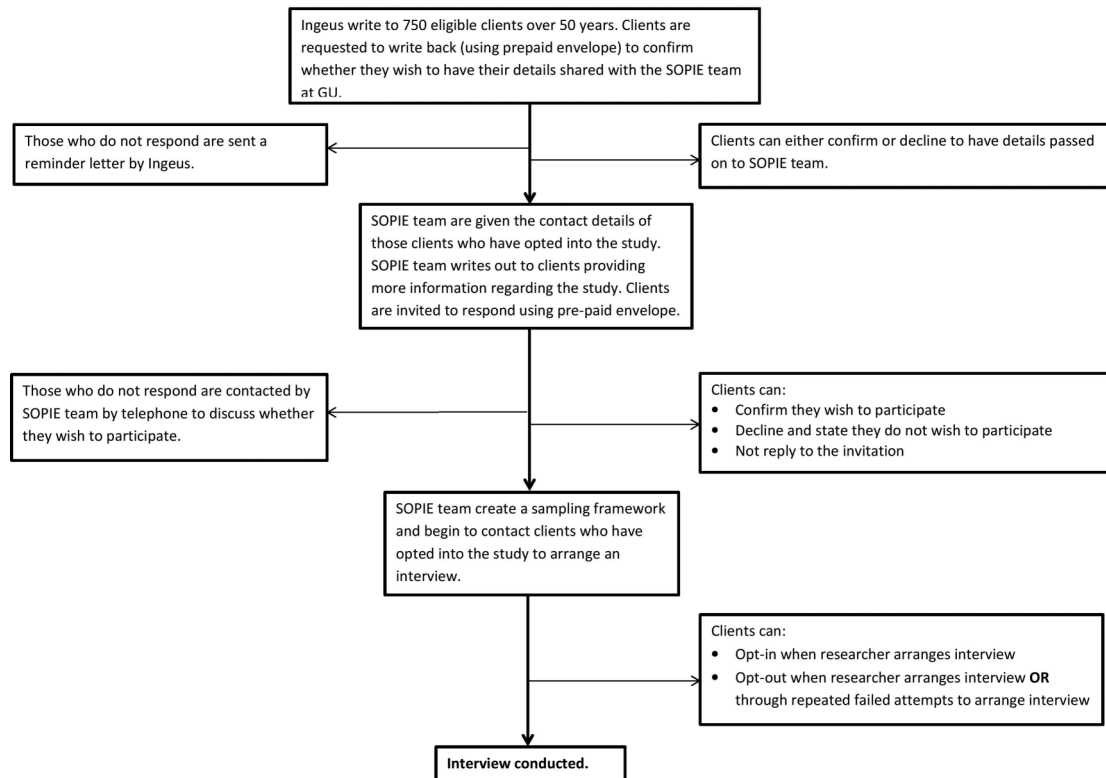 Ingeus write to 750 eligible clients over 50 years. Clients are
requested to write back (using prepaid envelope) to confirm
whether they wish to have their details shared with the SOPIE team
at GU.
Those who do not respond are sent a
reminder letter by Ingeus.
Clients can either confirm or decline to have details passed
on to SOPIE team.
SOPIE team are given the contact details of
those clients who have opted into the study.
SOPIE team writes out to clients providing
more information regarding the study. Clients
are invited to respond using pre-paid envelope.
Those who do not respond are contacted by
SOPIE team by telephone to discuss whether
they wish to participate.
Clients can:
• Confirm they wish to participate
• Decline and state they do not wish to participate
• Not reply to the invitation
SOPIE team create a sampling framework
and begin to contact clients who have
opted into the study to arrange an
interview.
Clients can:
• Opt-in when researcher arranges interview
• Opt-out when researcher arranges interview OR
through repeated failed attempts to arrange interview
Interview conducted.